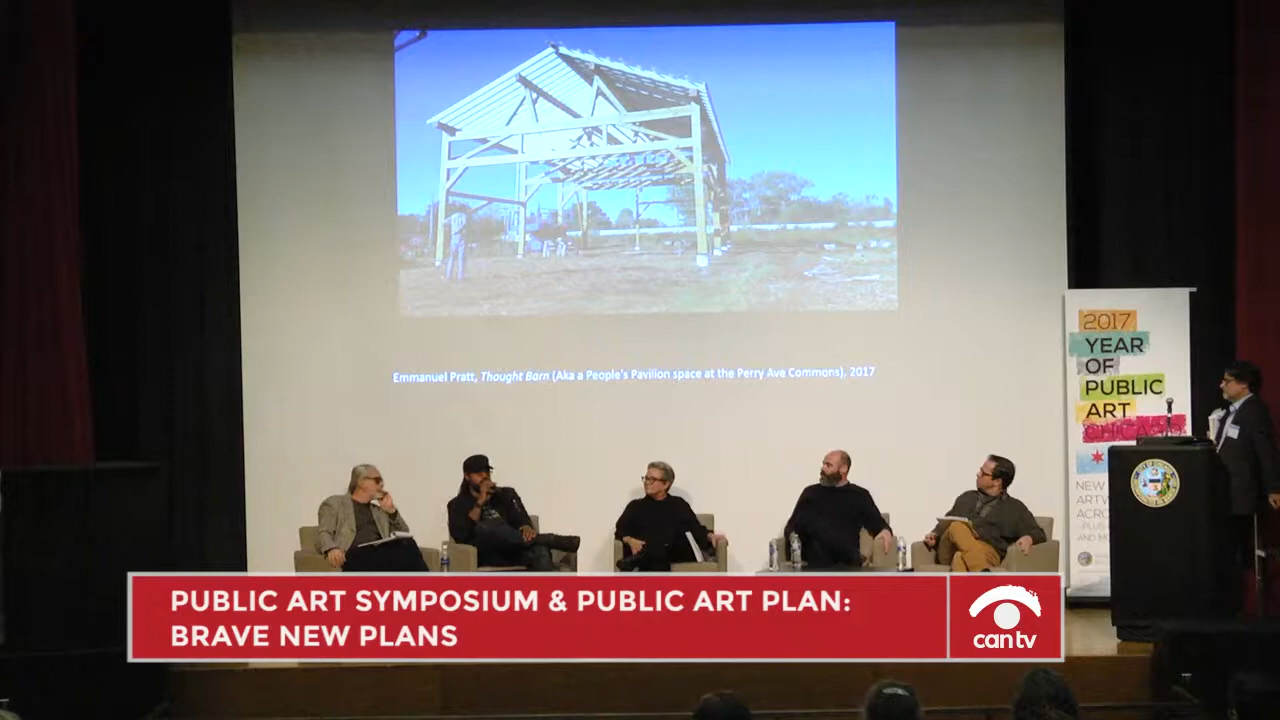 Emmanuel Pratt, Thought Barn (Aka a People's Pavilion space at the Perry Ave Commons), 2017
2017
YEAR
OF
PUBLIC
ART
CHICAGO
NEW
ARTW
ACRO
PUBLIC ART SYMPOSIUM & PUBLIC ART PLAN:
BRAVE NEW PLANS
can tv